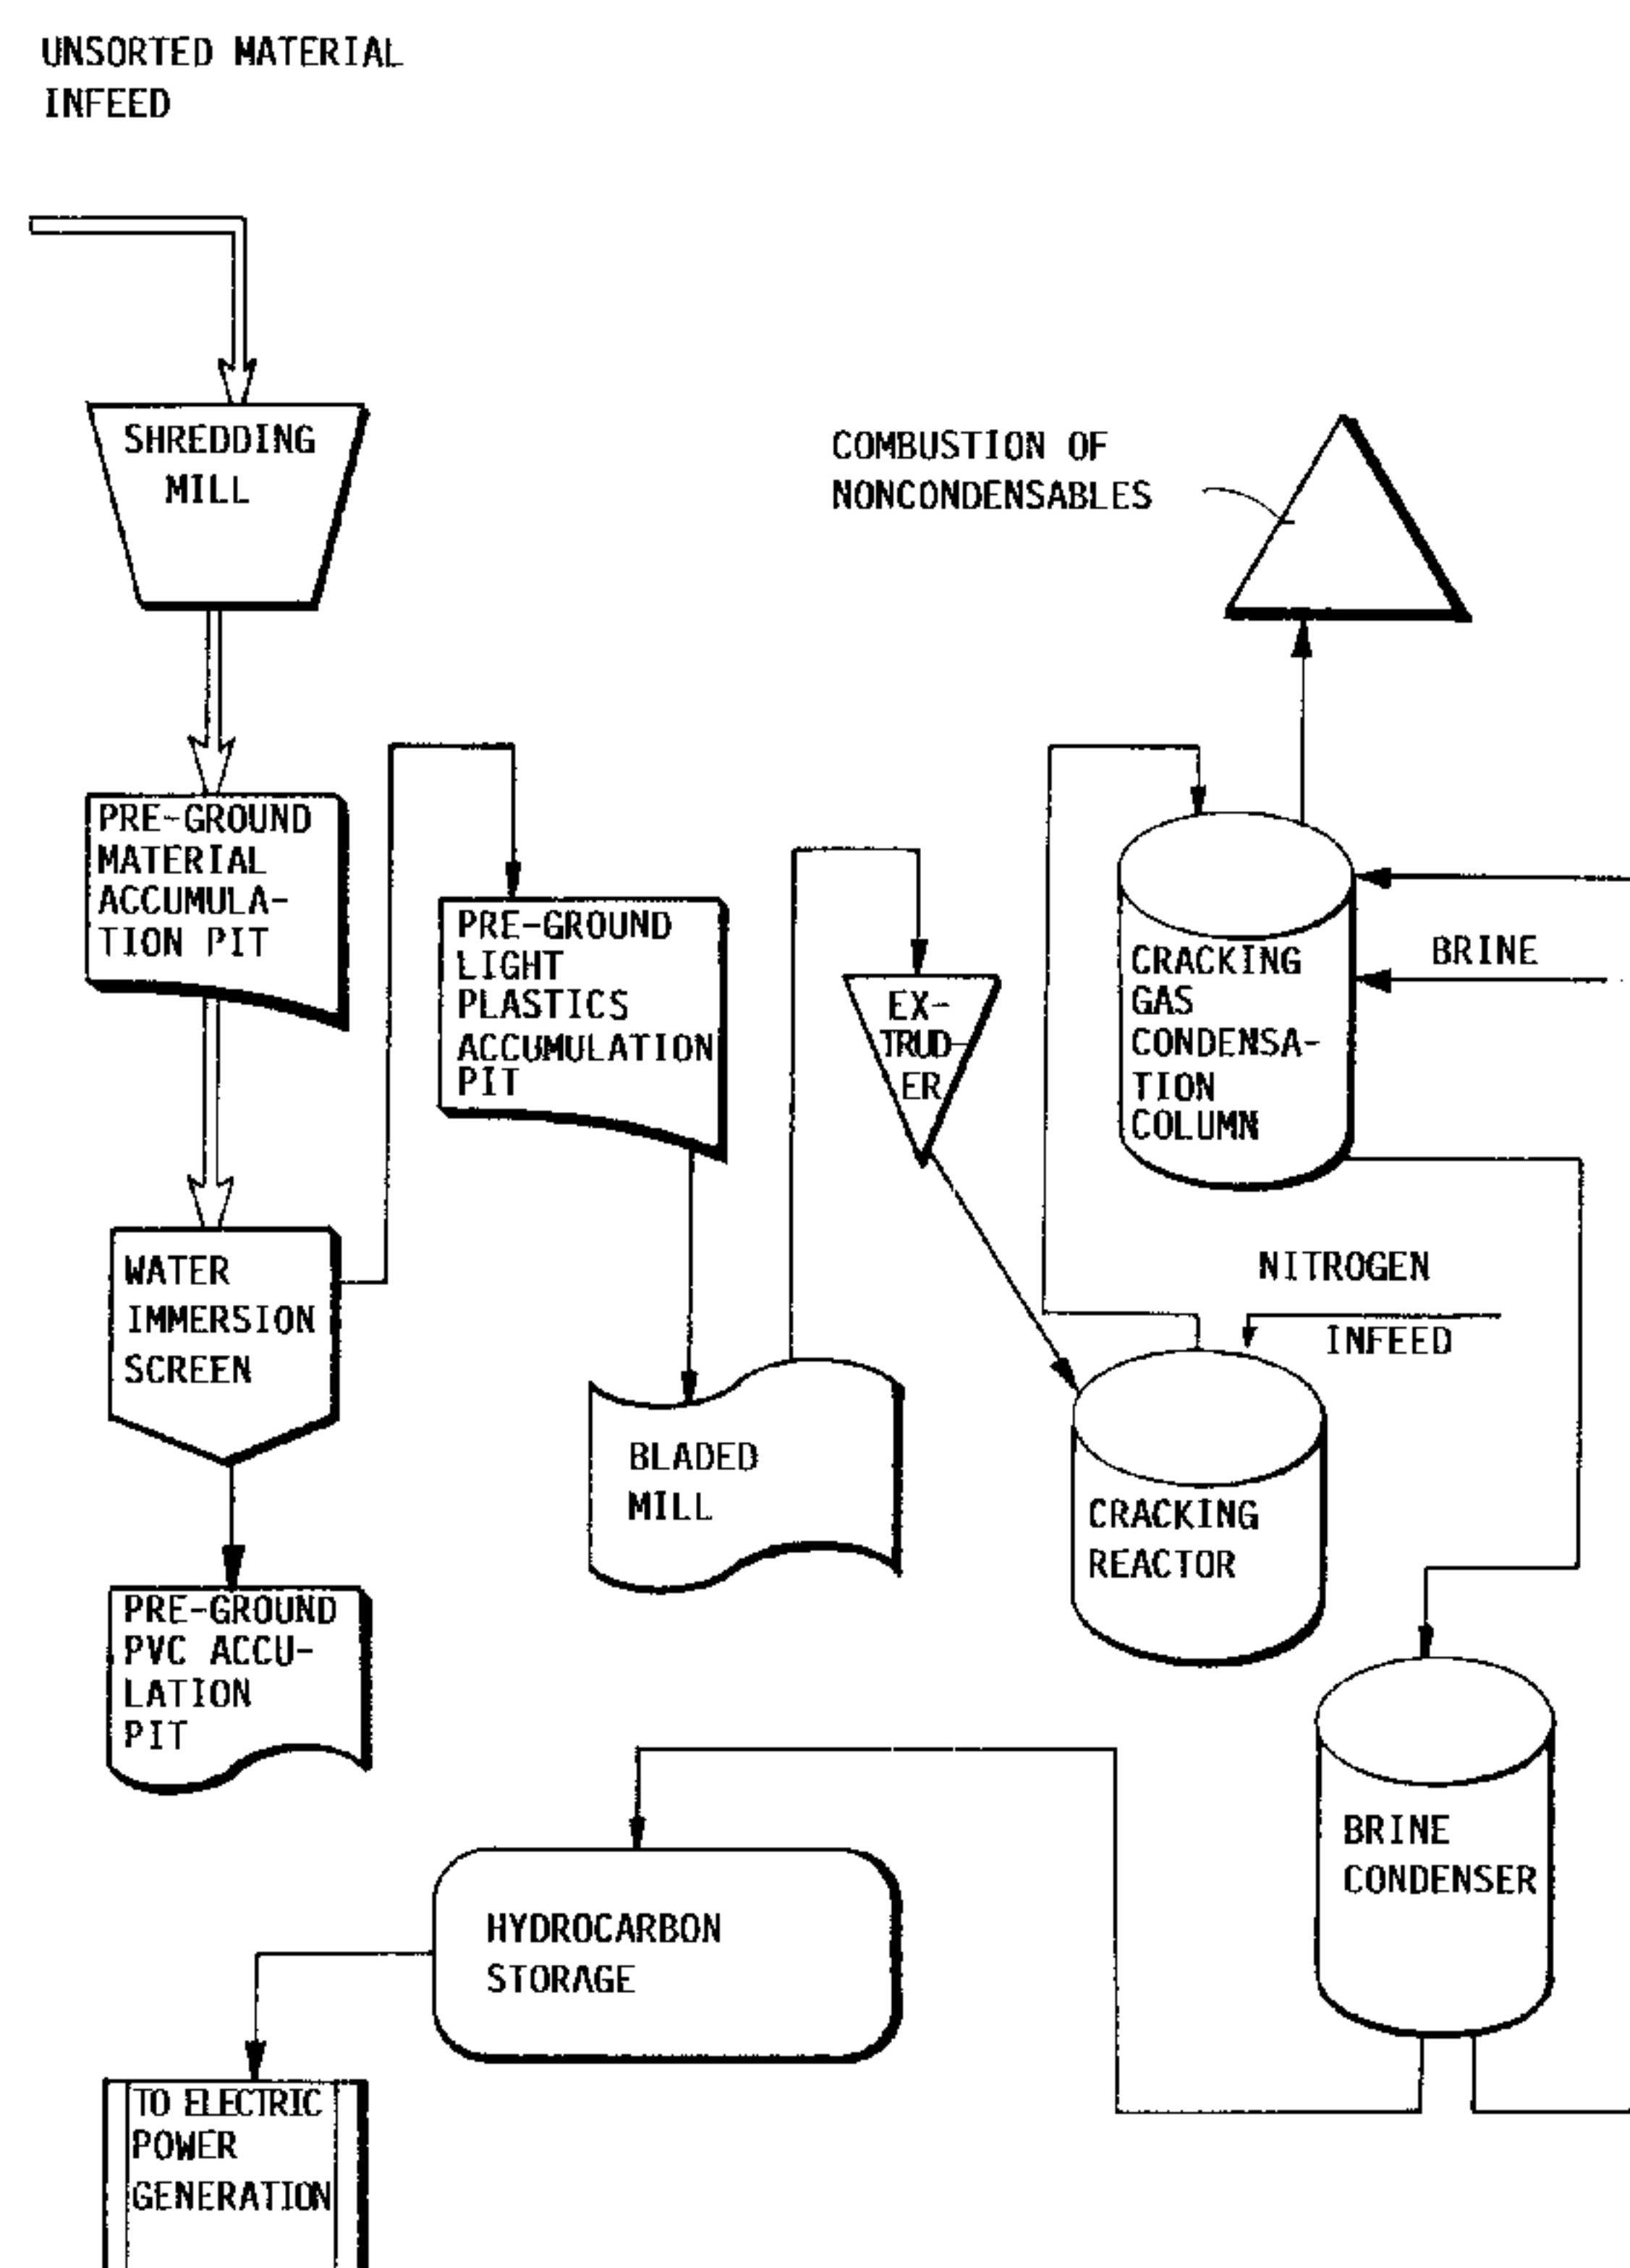 UNSORTED MATERIAL
INFEED
SHREDDING
MILL
COMBUSTION OF
NONCONDENSABLES
PRE-GROUND
MATERIAL
ACCUMULA-
TION PIT
PRE-GROUND
LIGHT
PLASTICS
ACCUMULATION
PIT
EX-
TRUD-
ER
CRACKING
GAS
CONDENSA-
TION
COLUMN
BRINE
WATER
IMMERSION
SCREEN
NITROGEN
INFEED
BLADED
MILL
CRACKING
REACTOR
PRE-GROUND
PVC ACCU-
LATION
PIT
BRINE
CONDENSER
HYDROCARBON
STORAGE
TO ELECTRIC
POWER
GENERATION